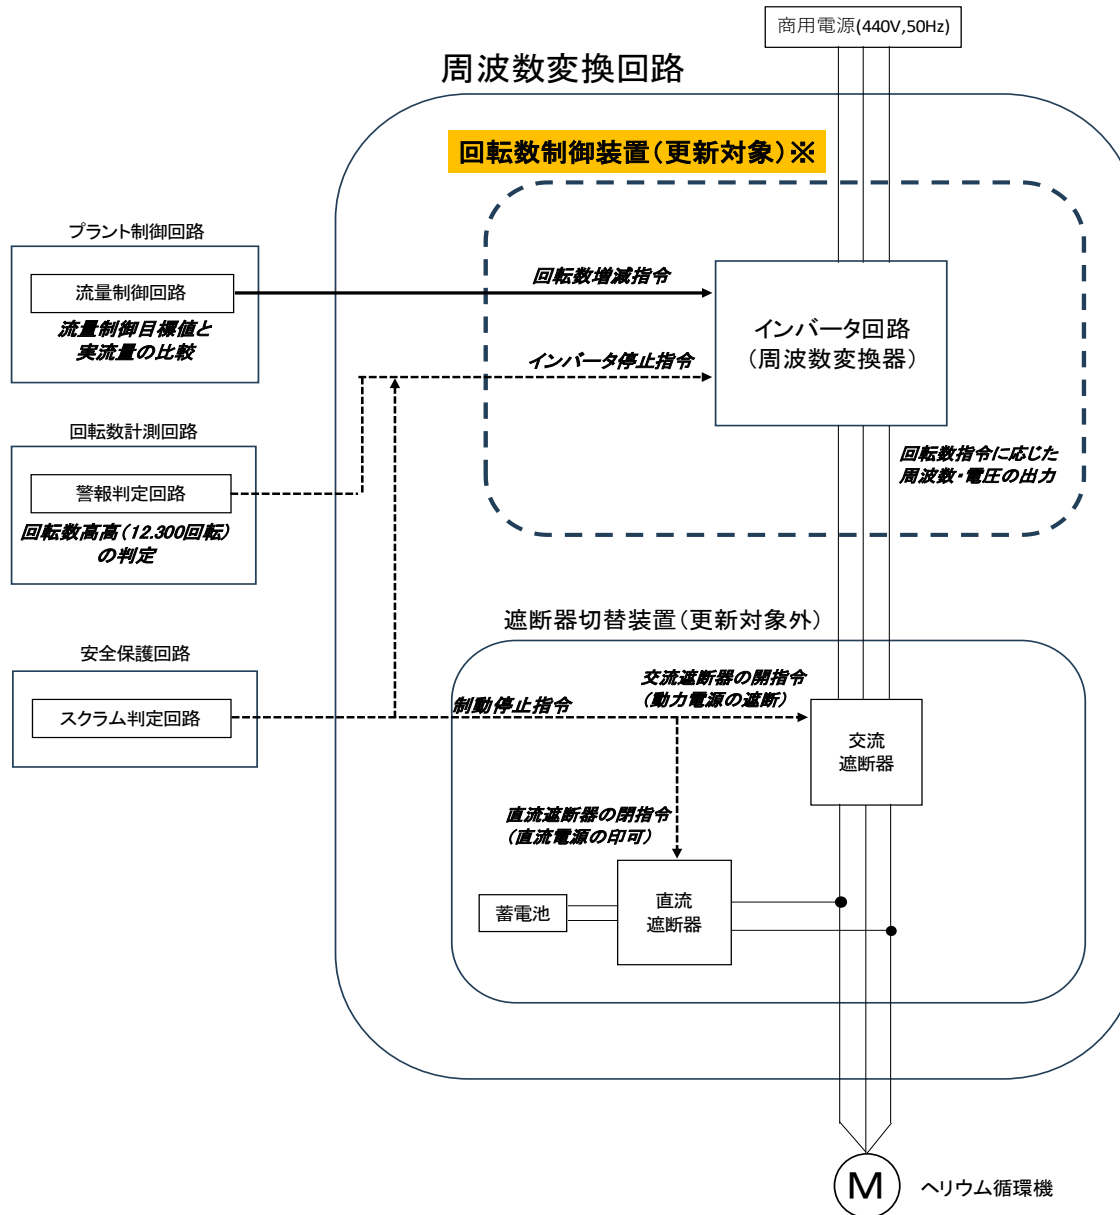 商用電源(440V,50Hz)
周波数変換回路
回転数制御装置(更新対象)※
プラント制御回路
流量制御回路
流量制御目標値と
実流量の比較
回転数増減指令
インバータ停止指令
インバータ回路
(周波数変換器)
回転数計測回路
警報判定回路
回転数高高(12.300回転)
の判定
回転数指令に応じた
周波数・電圧の出力
遮断器切替装置(更新対象外)
安全保護回路
スクラム判定回路
制動停止指令
交流遮断器の開指令
(動力電源の遮断)
交流
遮断器
直流遮断器の閉指令
(直流電源の印可)
蓄電池
直流
遮断器
M
ヘリウム循環機